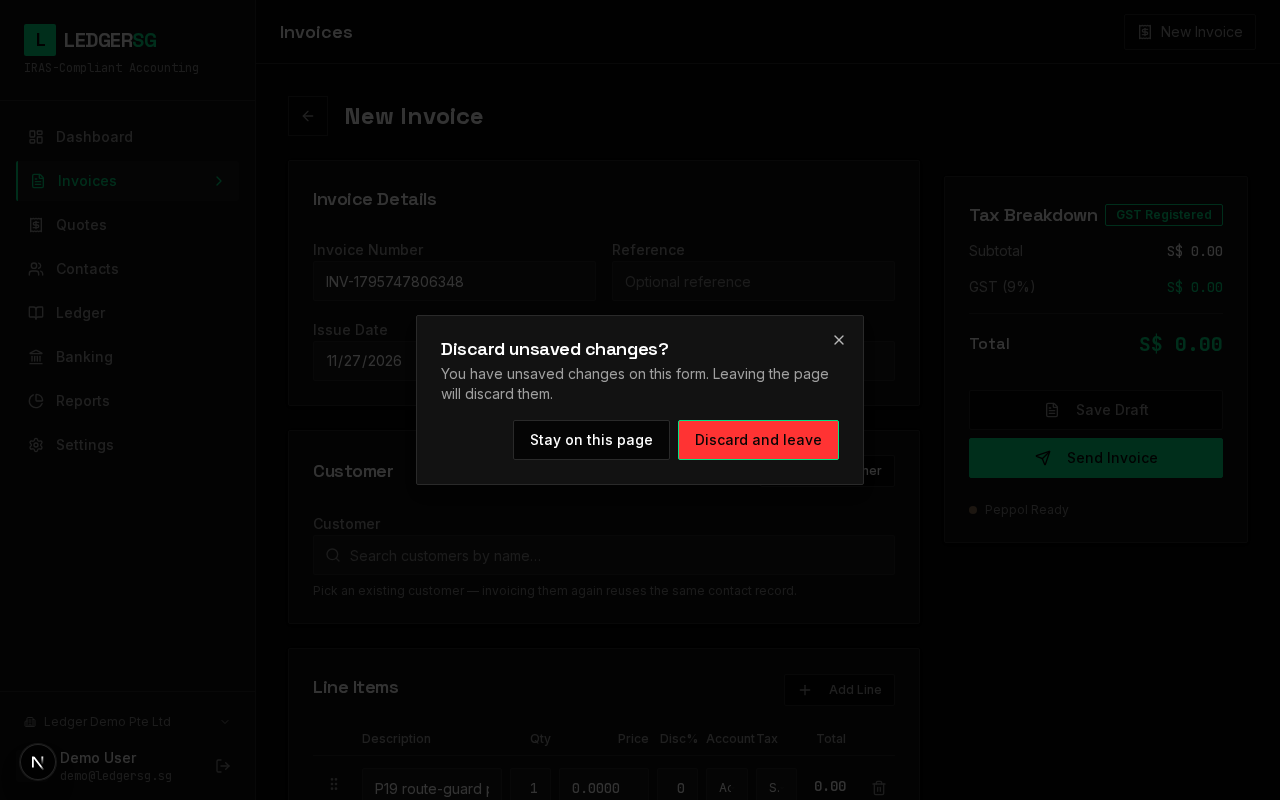 L LEDGERSG
IRAS-Compliant Accounting
Dashboard
Invoices
Quotes
Contacts
Ledger
Banking
Reports
Settings
Ledger Demo Pte Ltd
N Demo User
demo@ledgersg.sg
Invoices
New Invoice
New Invoice
Invoice Details
Invoice Number
Reference
INV-1795747806348
Optional reference
Issue Date
11/27/2026
Discard unsaved changes?
You have unsaved changes on this form. Leaving the page
will discard them.
Stay on this page
Discard and leave
Customer
Customer
Search customers by name...
Pick an existing customer — invoicing them again reuses the same contact record.
Line Items
Add Line
Description Qty Price Disc% Account Tax Total
P19 route-guard 1 0.0000 0 Ac S. 0.00
Tax Breakdown GST Registered
Subtotal S$ 0.00
GST (9%) S$ 0.00
Total S$ 0.00
Save Draft
Send Invoice
Peppol Ready